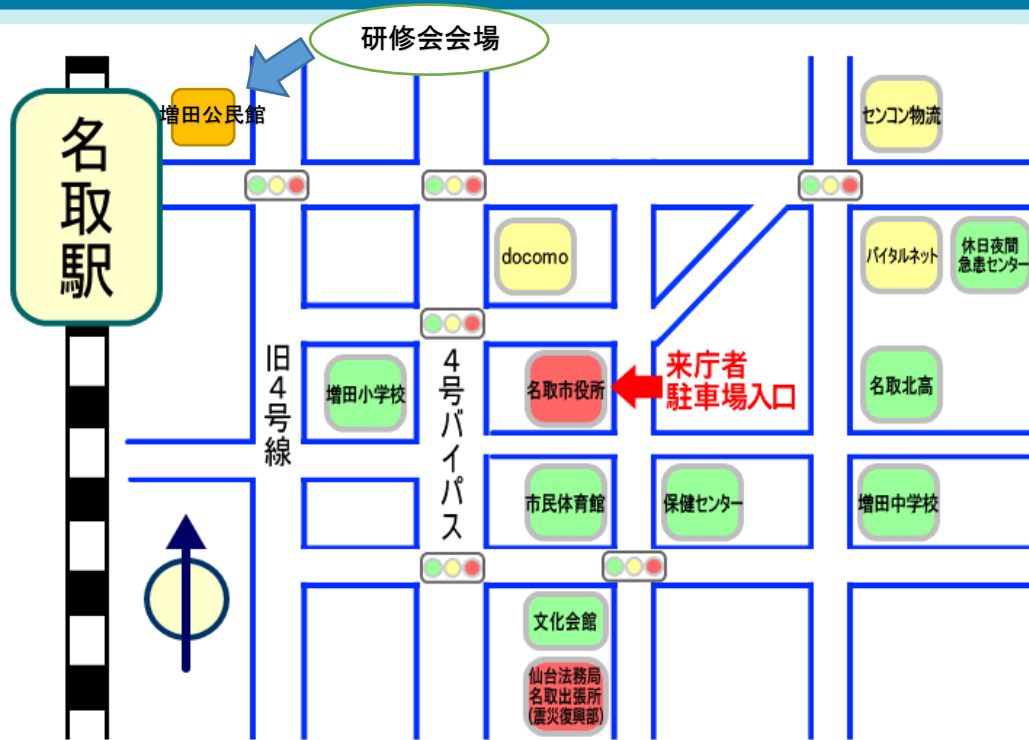 研修会会場
増田公民館
センコン物流
名取駅
docomo
バイタルネット
休日夜間
急患センター
旧4号線
増田小学校
4号バイパス
名取市役所
来庁者
駐車場入口
名取北高
市民体育館
保健センター
増田中学校
文化会館
仙台法務局
名取出張所
(震災復興部)